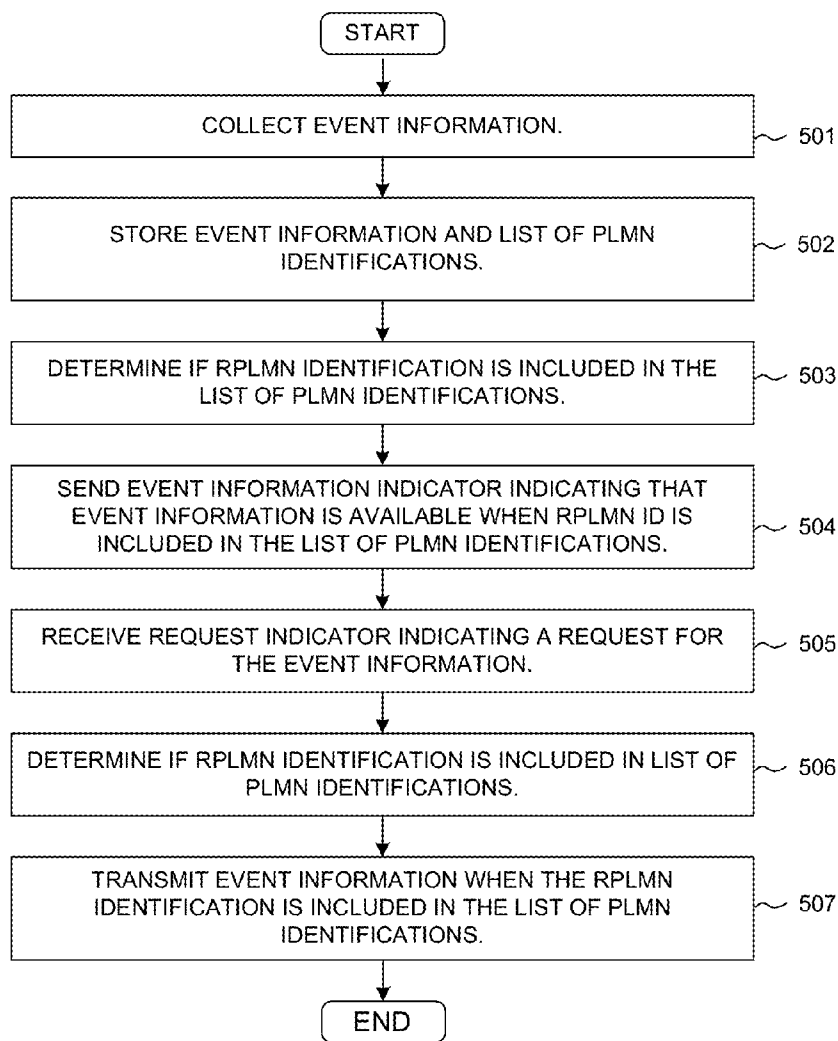 START
COLLECT EVENT INFORMATION.
501
STORE EVENT INFORMATION AND LIST OF PLMN
IDENTIFICATIONS.
502
DETERMINE IF RPLMN IDENTIFICATION IS INCLUDED IN THE
LIST OF PLMN IDENTIFICATIONS.
503
SEND EVENT INFORMATION INDICATOR INDICATING THAT
EVENT INFORMATION IS AVAILABLE WHEN RPLMN ID IS
INCLUDED IN THE LIST OF PLMN IDENTIFICATIONS.
504
RECEIVE REQUEST INDICATOR INDICATING A REQUEST FOR
THE EVENT INFORMATION.
505
DETERMINE IF RPLMN IDENTIFICATION IS INCLUDED IN LIST OF
PLMN IDENTIFICATIONS.
506
TRANSMIT EVENT INFORMATION WHEN THE RPLMN
IDENTIFICATION IS INCLUDED IN THE LIST OF PLMN
IDENTIFICATIONS.
507
END